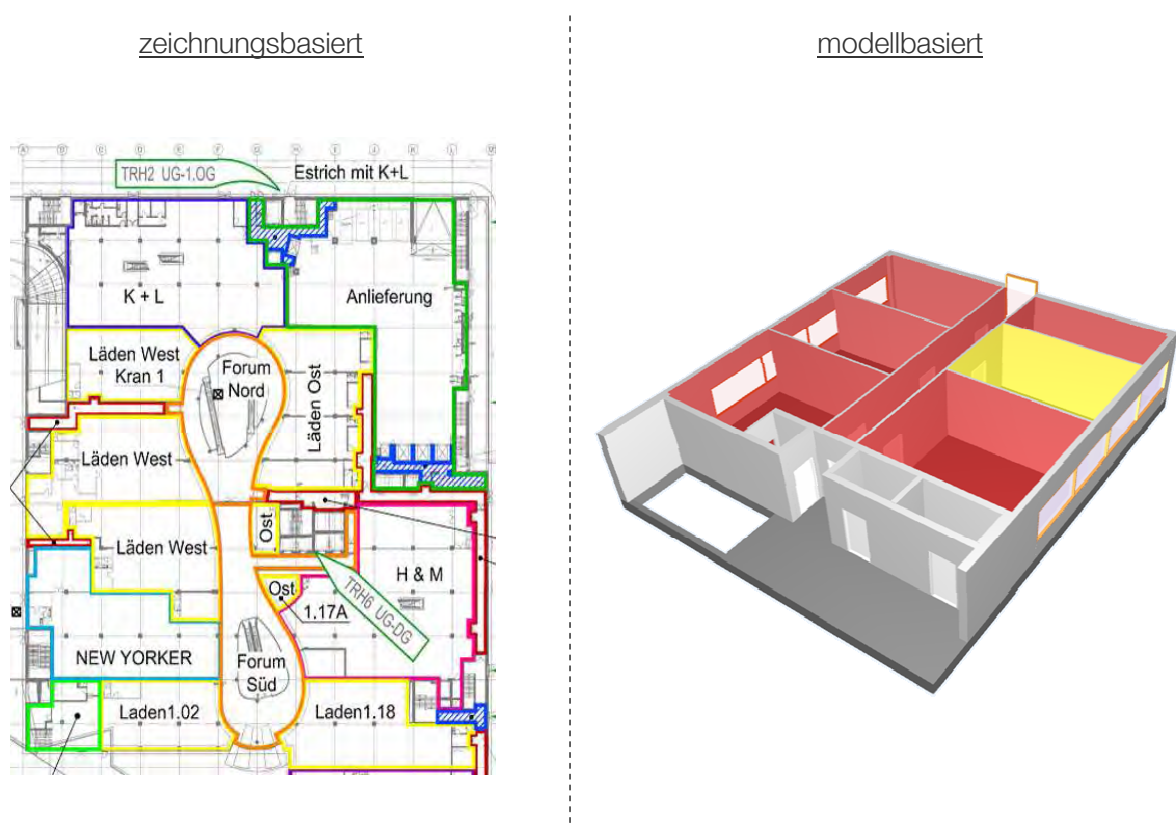 zeichnungsbasiert
modellbasiert
TRH2 UG-1.OG
Estrich mit K+L
K + L
Anlieferung
Läden West
Kran 1
Forum
Nord
Läden Ost
Läden West
Läden West
Ost
H & M
Ost
1.17A
TRH6 UG-DG
NEW YORKER
Forum
Süd
Laden1.02
Laden1.18